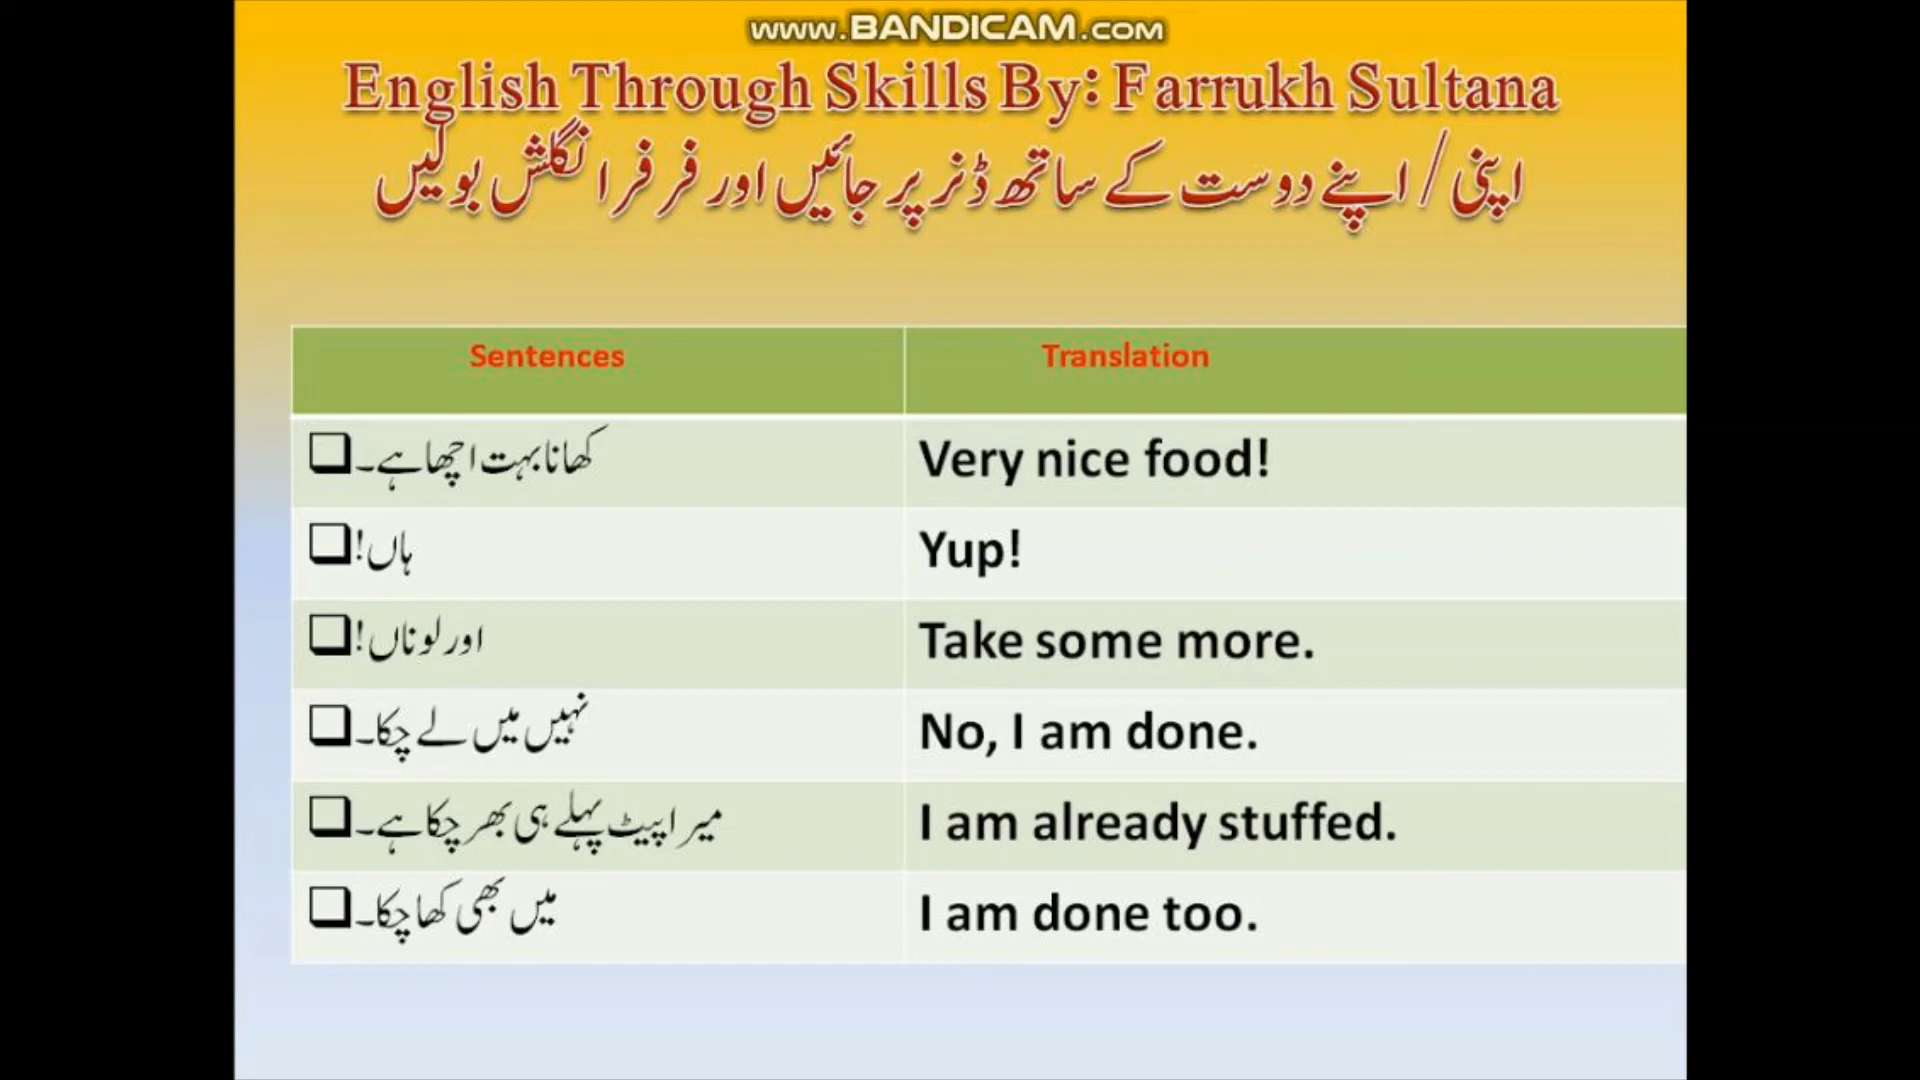 www.BANDICAM.com
English Through Skills By: Farrukh Sultana
اپنی / اپنے دوست کے ساتھ ڈنر پر جائیں اور فر فر انگلش بولیں
Sentences Translation
کھانا بہت اچھا ہے۔ Very nice food!
ہاں! Yup!
اور لو ناں! Take some more.
نہیں میں لے چکا۔ No, I am done.
میرا پیٹ پہلے ہی بھر چکا ہے۔ I am already stuffed.
میں بھی کھا چکا۔ I am done too.